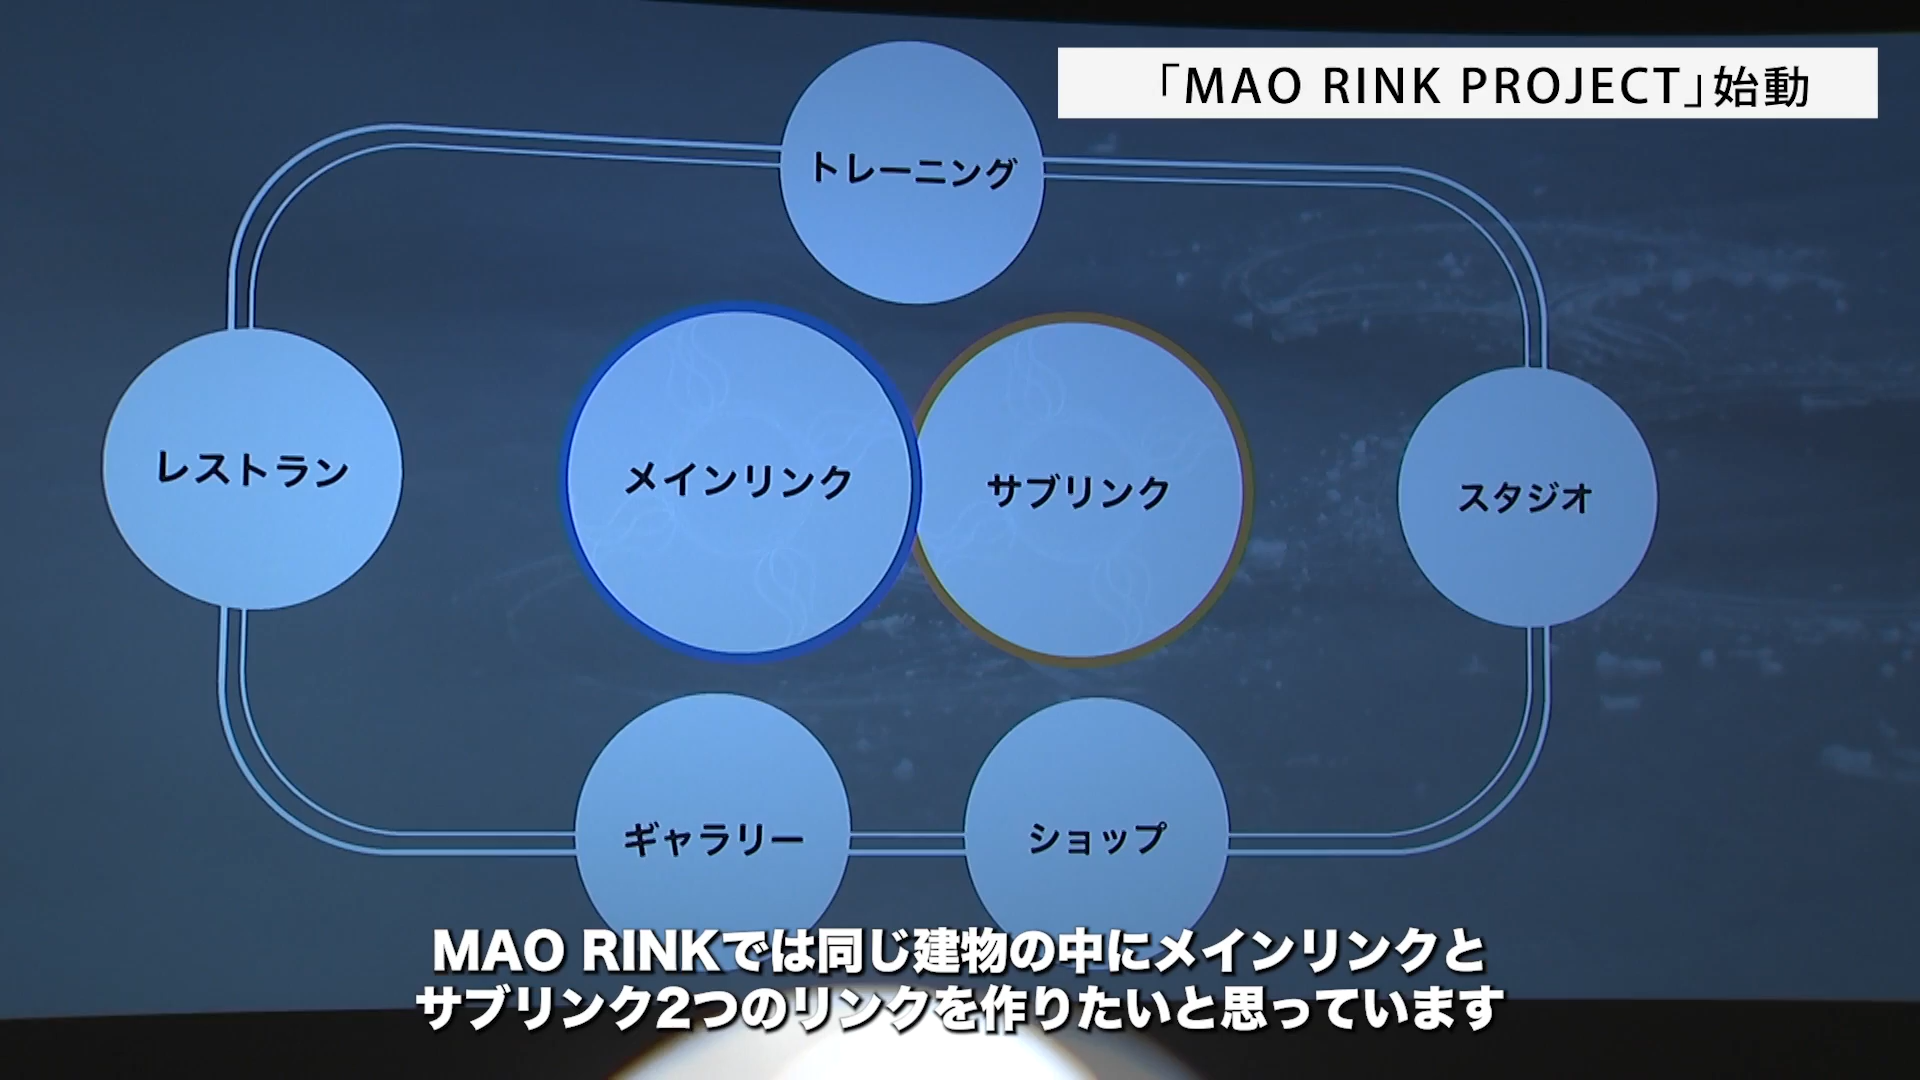 「MAO RINK PROJECT」始動
トレーニング
レストラン
メインリンク
サブリンク
スタジオ
ギャラリー
ショップ
MAO RINKでは同じ建物の中にメインリンクと
サブリンク2つのリンクを作りたいと思っています